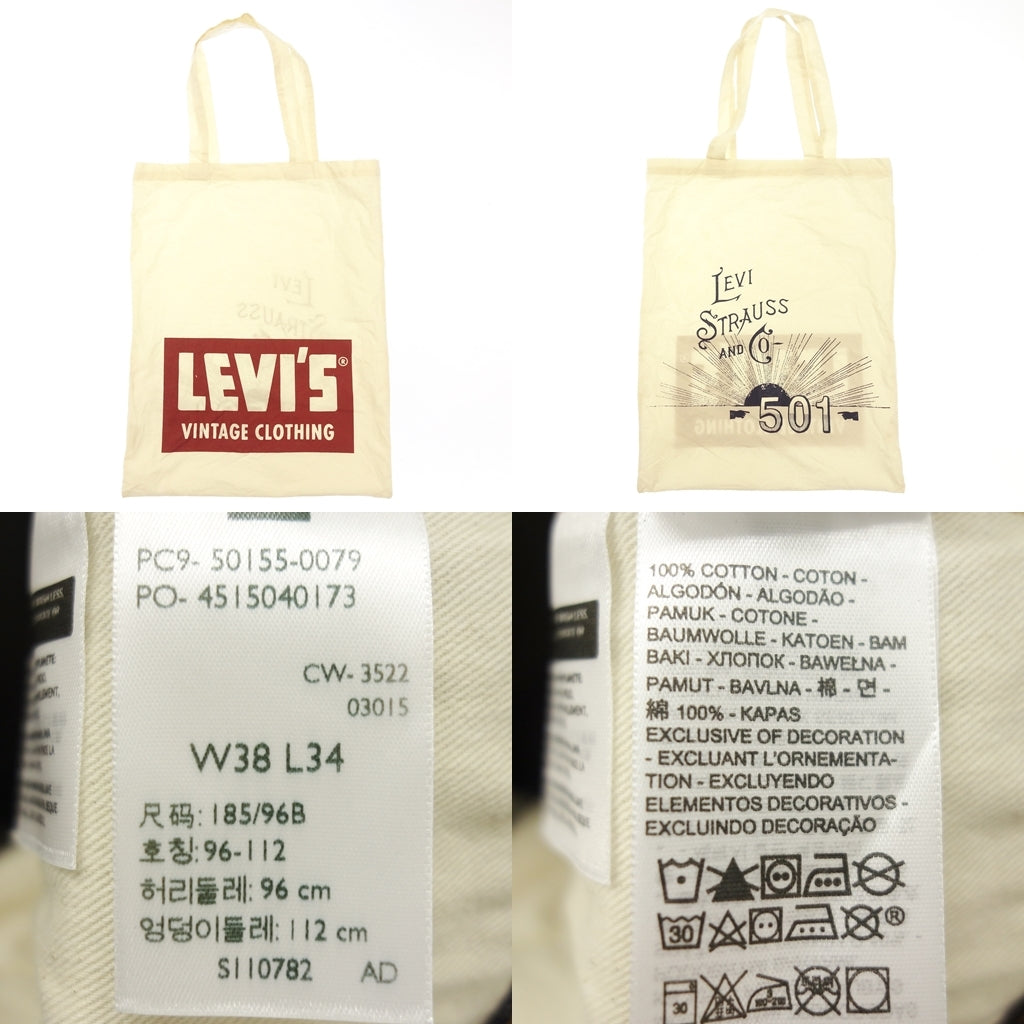 LEVI'S®
VINTAGE CLOTHING
LEVI
STRAUSS
AND CO
501
PC9- 50155-0079
PO- 4515040173
CW- 3522
03015
W38 L34
尺码: 185/96B
호칭: 96-112
허리둘레: 96 cm
엉덩이둘레: 112 cm
S110782 AD
100% COTTON - COTON -
ALGODÓN - ALGODÃO -
PAMUK - COTONE -
BAUMWOLLE - KATOEN - BAM
BAKI - ХЛОПОК - BAWEŁNA -
PAMUT - BAVLNA - 棉 - 면 -
綿 100% - KAPAS
EXCLUSIVE OF DECORATION
- EXCLUANT L'ORNEMENTA-
TION - EXCLUYENDO
ELEMENTOS DECORATIVOS -
EXCLUINDO DECORAÇÃO
30
®
30